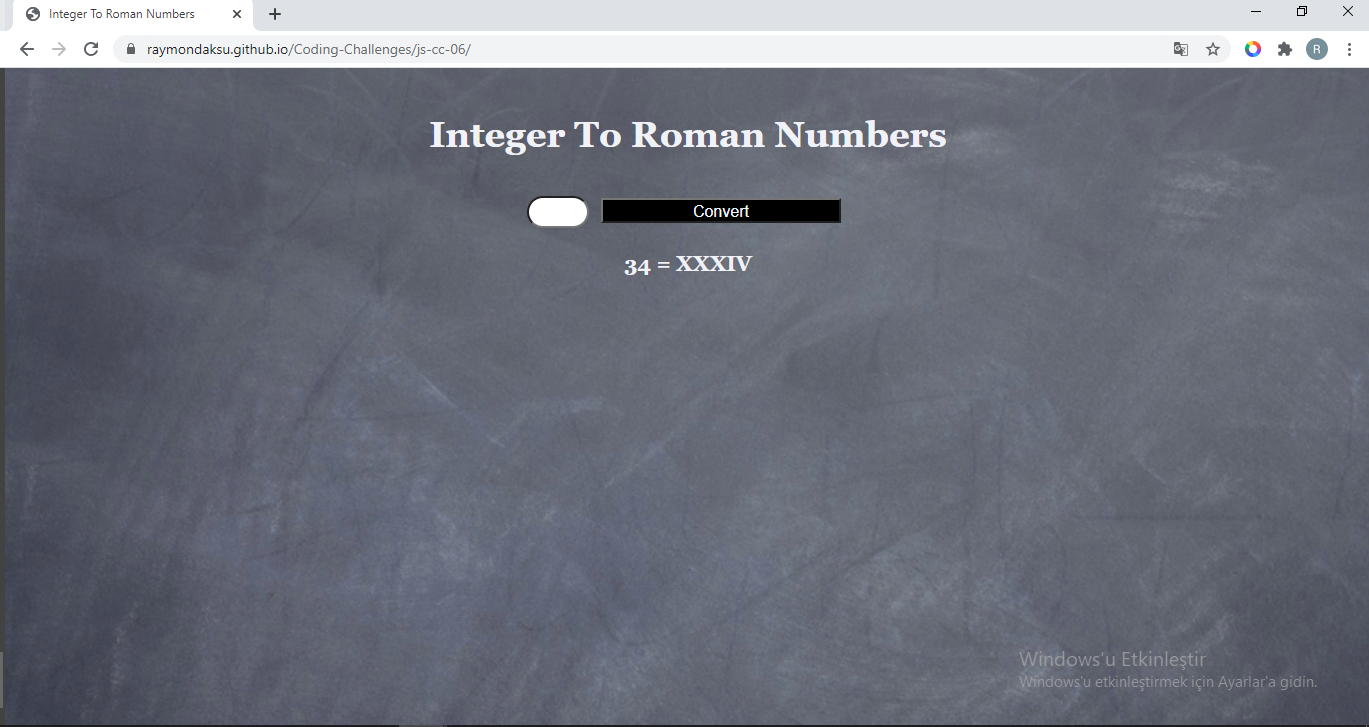 Integer To Roman Numbers
raymondaksu.github.io/Coding-Challenges/js-cc-06/
R
Integer To Roman Numbers
Convert
34 = XXXIV
Windows'u Etkinleştir
Windows'u etkinleştirmek için Ayarlar'a gidin.